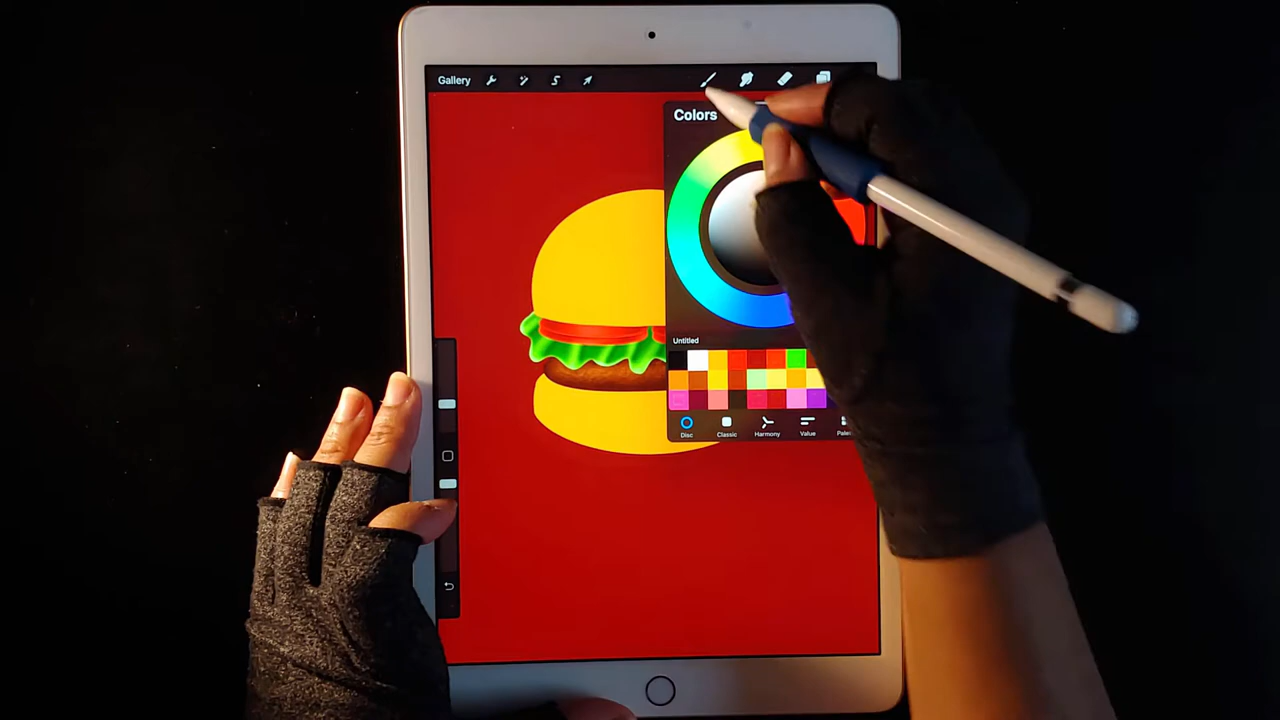 Gallery
Colors
Untitled
Disc
Classic
Harmony
Value